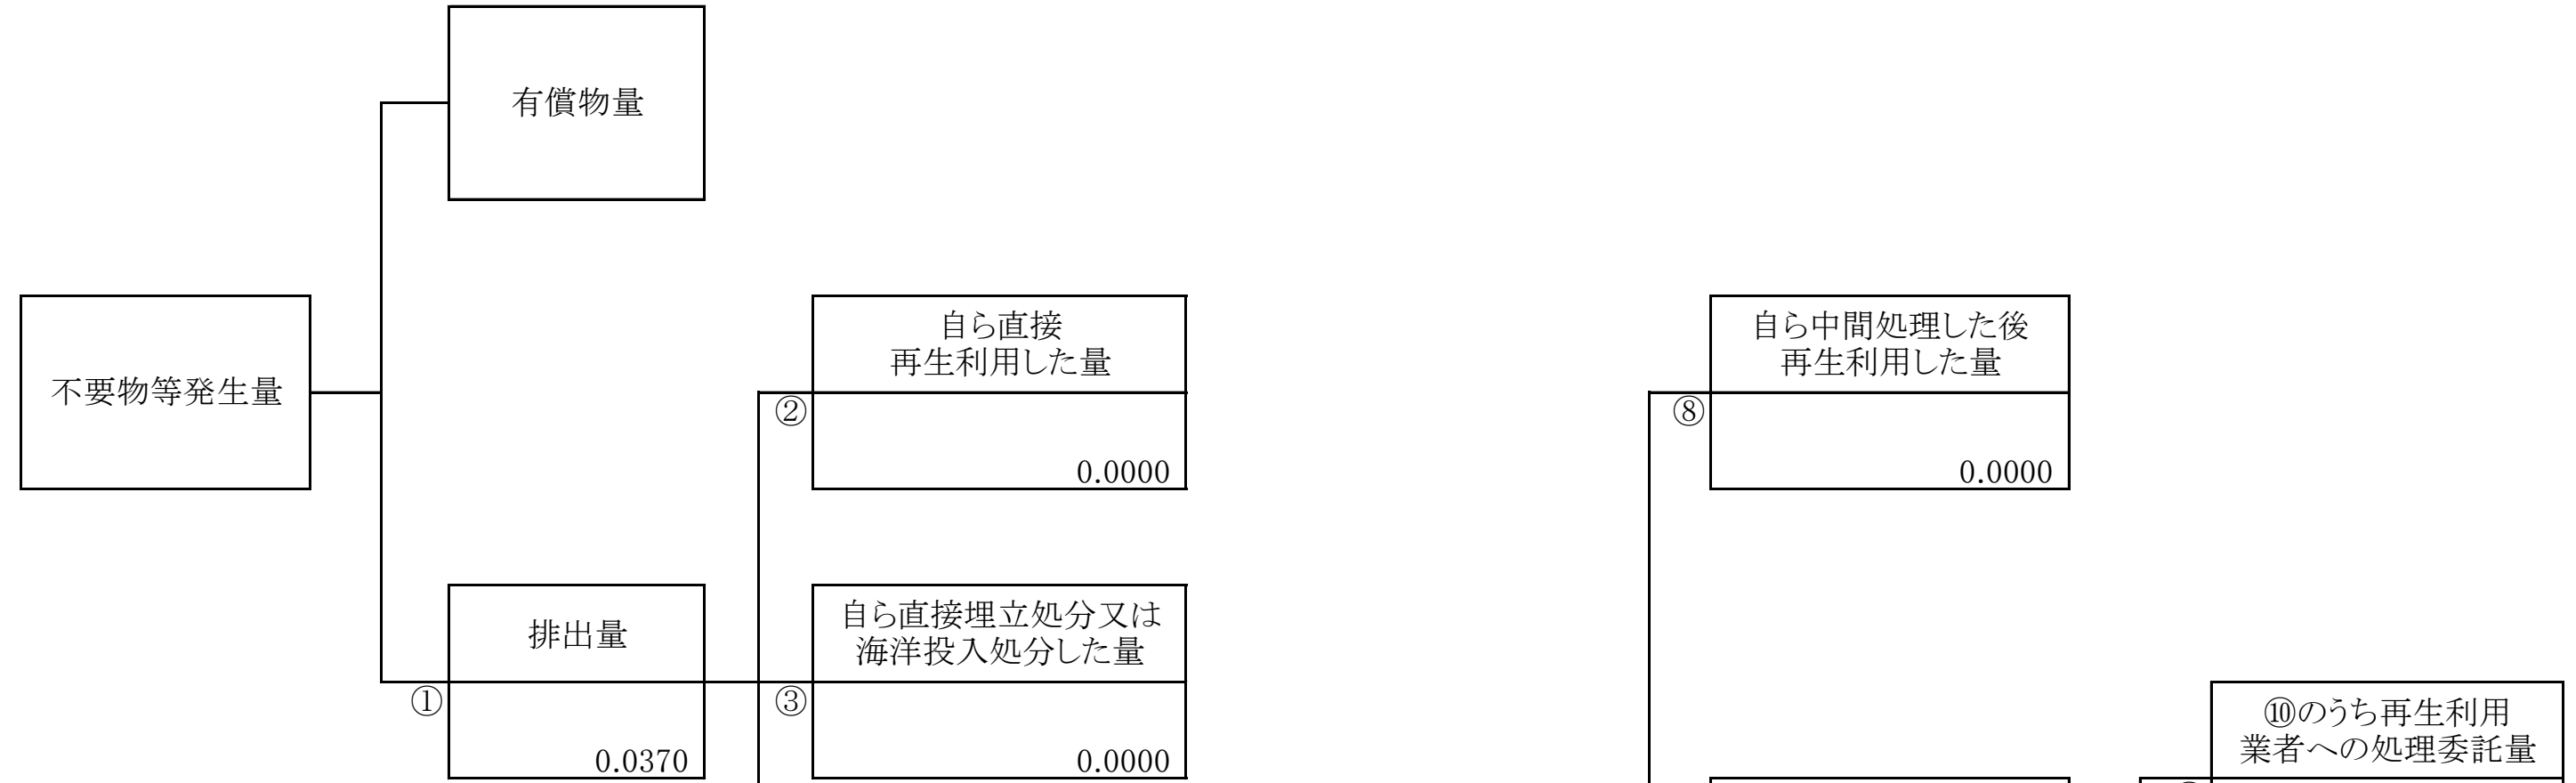 有償物量
不要物等発生量
自ら直接
再生利用した量
②
0.0000
自ら中間処理した後
再生利用した量
⑧
0.0000
排出量
①
0.0370
自ら直接埋立処分又は
海洋投入処分した量
③
0.0000
⑩のうち再生利用
業者への処理委託量